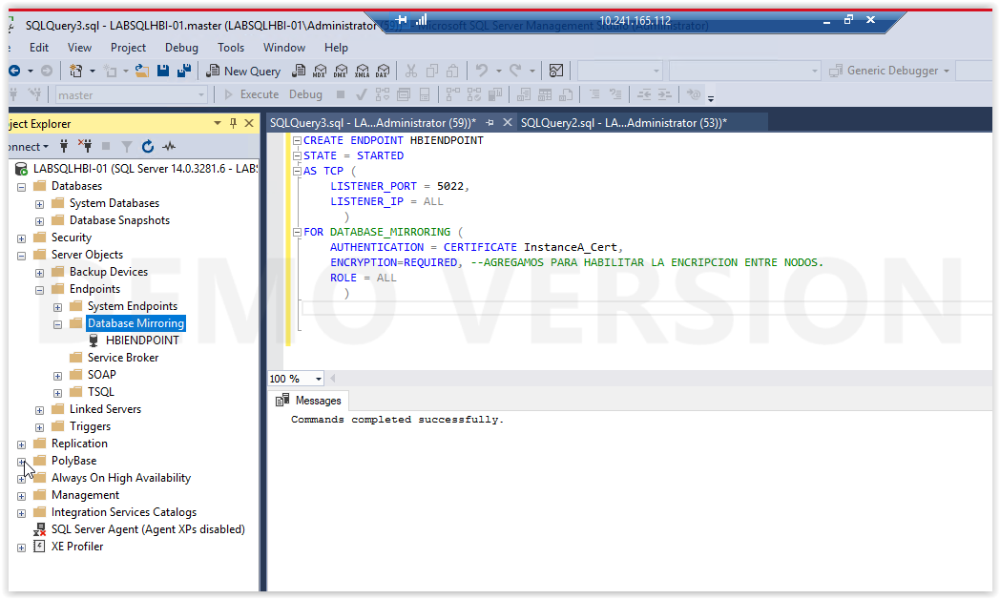 SQLQuery3.sql - LABSQLHBI-01.master (LABSQLHBI-01\Administrator (59))* - Microsoft SQL Server Management Studio (Administrator)
10.241.165.112
Edit View Project Debug Tools Window Help
New Query MDX DMX XMLA DAX Generic Debugger
master Execute Debug
ject Explorer
onnect
LABSQLHBI-01 (SQL Server 14.0.3281.6 - LABS
Databases
System Databases
Database Snapshots
Security
Server Objects
Backup Devices
Endpoints
System Endpoints
Database Mirroring
HBIENDPOINT
Service Broker
SOAP
TSQL
Linked Servers
Triggers
Replication
PolyBase
Always On High Availability
Management
Integration Services Catalogs
SQL Server Agent (Agent XPs disabled)
XE Profiler
SQLQuery3.sql - LA...Administrator (59))* SQLQuery2.sql - LA...Administrator (53))*
CREATE ENDPOINT HBIENDPOINT
STATE = STARTED
AS TCP (
LISTENER_PORT = 5022,
LISTENER_IP = ALL
)
FOR DATABASE_MIRRORING (
AUTHENTICATION = CERTIFICATE InstanceA_Cert,
ENCRYPTION=REQUIRED, --AGREGAMOS PARA HABILITAR LA ENCRIPCION ENTRE NODOS.
ROLE = ALL
)
DEMO VERSION
100 %
Messages
Commands completed successfully.